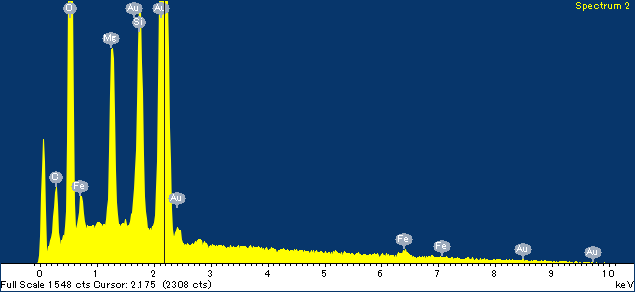 Spectrum 2
O Au Au
Si
Mg
O
Fe
Au
Fe
Fe
Au
Au
0 1 2 3 4 5 6 7 8 9 10
Full Scale 1548 cts Cursor: 2.175 (2308 cts) keV